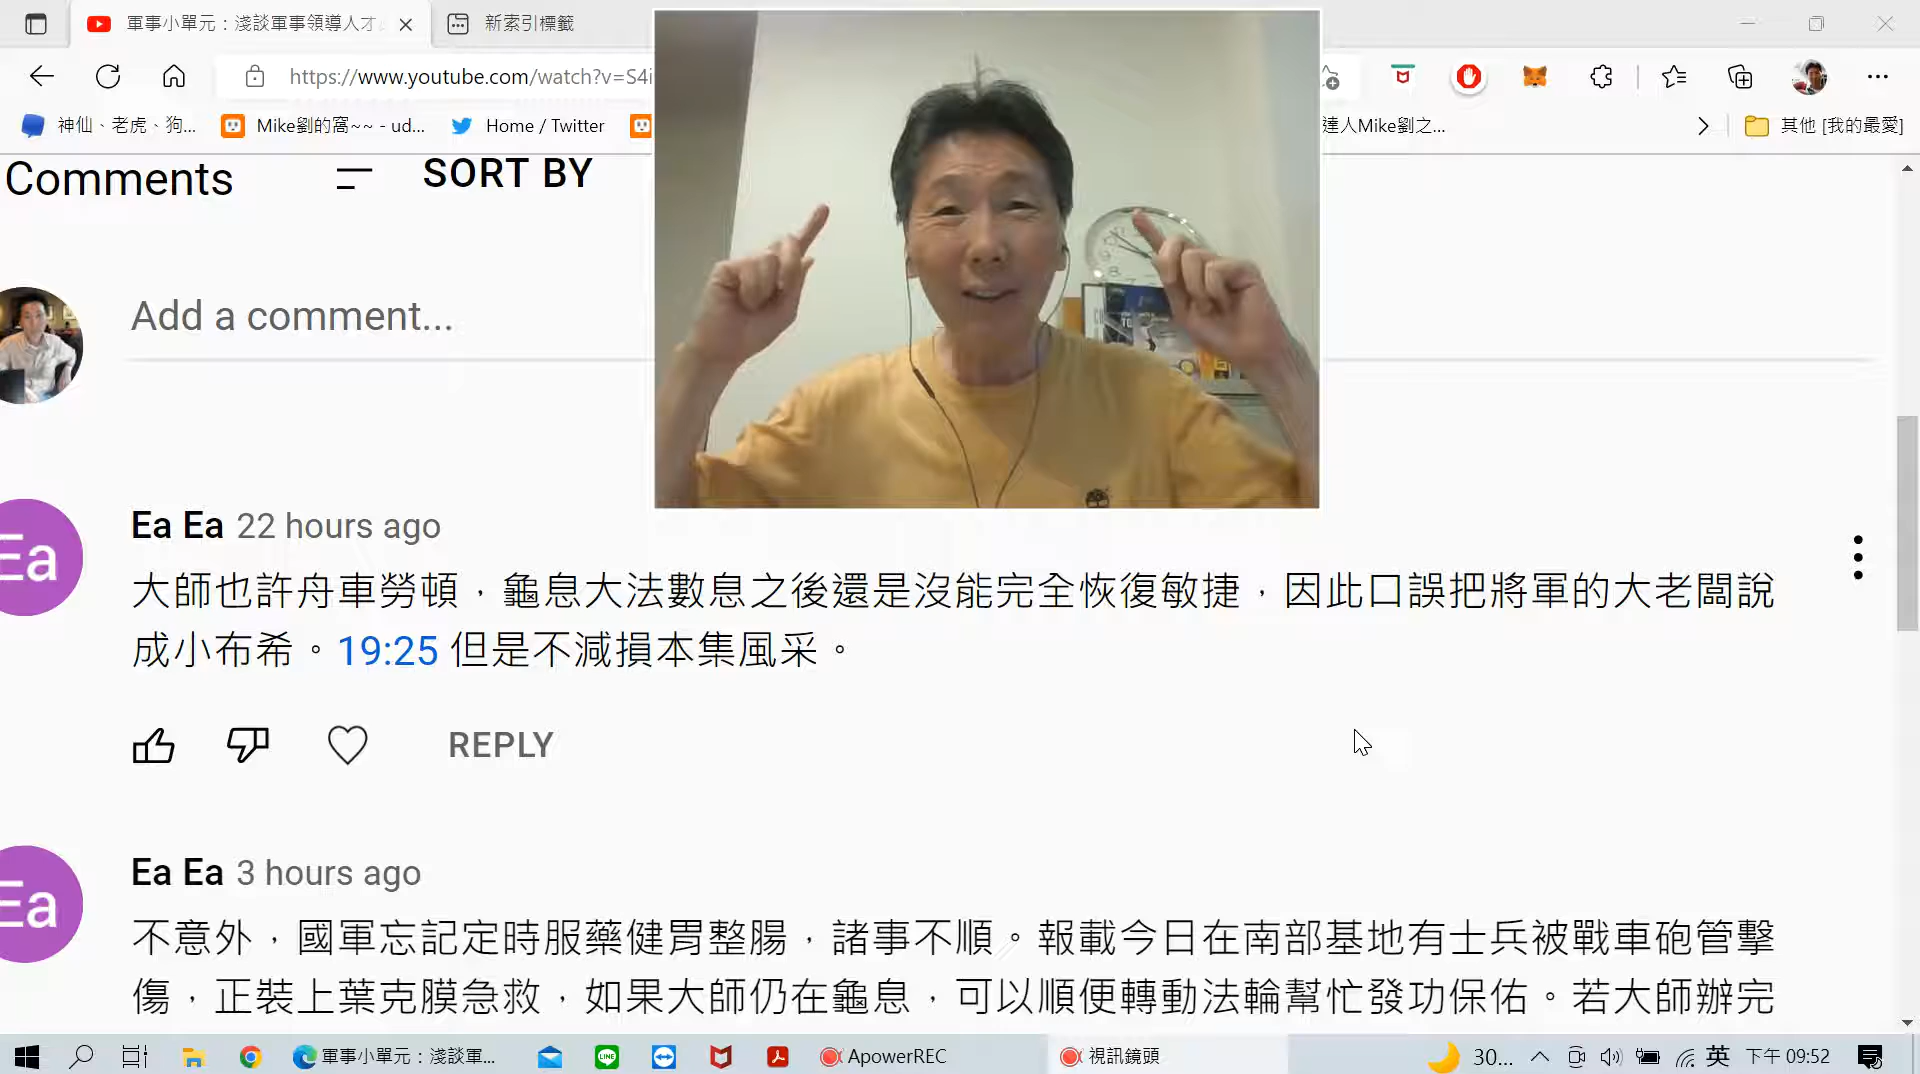 軍事小單元：淺談軍事領導人才
新索引標籤
https://www.youtube.com/watch?v=S4i
神仙、老虎、狗...
Mike劉的窩~~ - ud...
Home / Twitter
達人Mike劉之...
其他 [我的最愛]
Comments
SORT BY
Add a comment...
Ea
Ea Ea 22 hours ago
大師也許舟車勞頓，龜息大法數息之後還是沒能完全恢復敏捷，因此口誤把將軍的大老闆說
成小布希。19:25 但是不減損本集風采。
REPLY
Ea
Ea Ea 3 hours ago
不意外，國軍忘記定時服藥健胃整腸，諸事不順。報載今日在南部基地有士兵被戰車砲管擊
傷，正裝上葉克膜急救，如果大師仍在龜息，可以順便轉動法輪幫忙發功保佑。若大師辦完
軍事小單元：淺談軍...
ApowerREC
視訊鏡頭
30...
英
下午 09:52